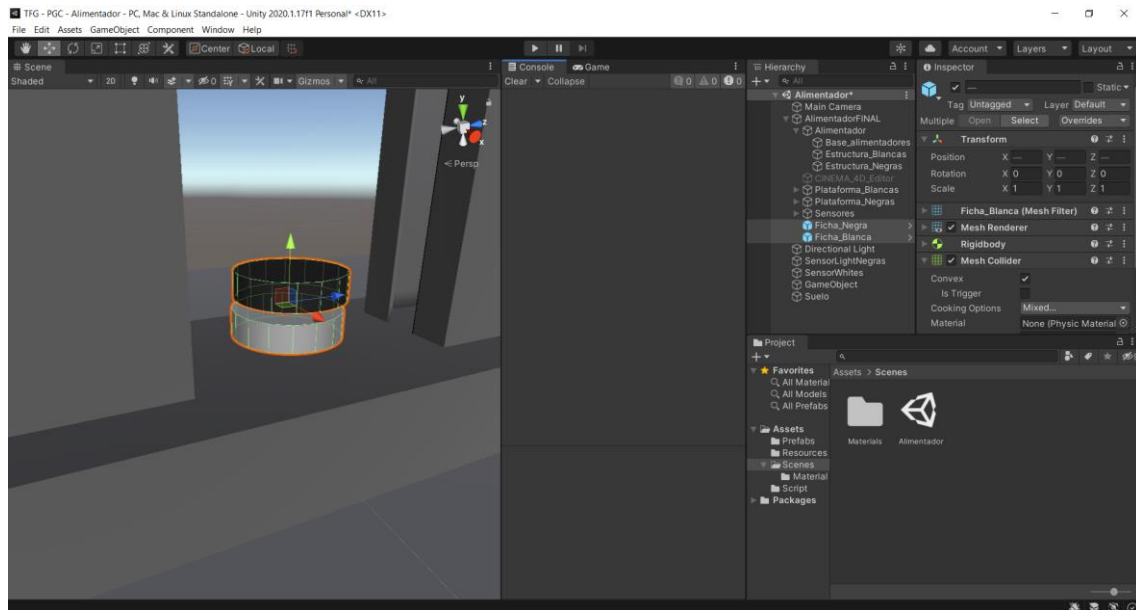 TFG - PGC - Alimentador - PC, Mac & Linux Standalone - Unity 2020.1.17f1 Personal* <DX11>
File Edit Assets GameObject Component Window Help
Center Local
Account Layers Layout
Scene
Shaded 2D 0 Gizmos All
y
z
x
Persp
Console Game
Clear Collapse 0 0 0
Hierarchy
All
Alimentador*
Main Camera
AlimentadorFINAL
Alimentador
Base_alimentadores
Estructura_Blancas
Estructura_Negras
CINEMA_4D_Editor
Plataforma_Blancas
Plataforma_Negras
Sensores
Ficha_Negra
Ficha_Blanca
Directional Light
SensorLightNegras
SensorWhites
GameObject
Suelo
Inspector
— Static
Tag Untagged Layer Default
Multiple Open Select Overrides
Transform
Position X — Y — Z —
Rotation X 0 Y 0 Z 0
Scale X 1 Y 1 Z 1
Ficha_Blanca (Mesh Filter)
Mesh Renderer
Rigidbody
Mesh Collider
Convex
Is Trigger
Cooking Options Mixed...
Material None (Physic Material
Project
Favorites
All Material
All Models
All Prefabs
Assets
Prefabs
Resources
Scenes
Material
Script
Packages
Assets > Scenes
Materials Alimentador